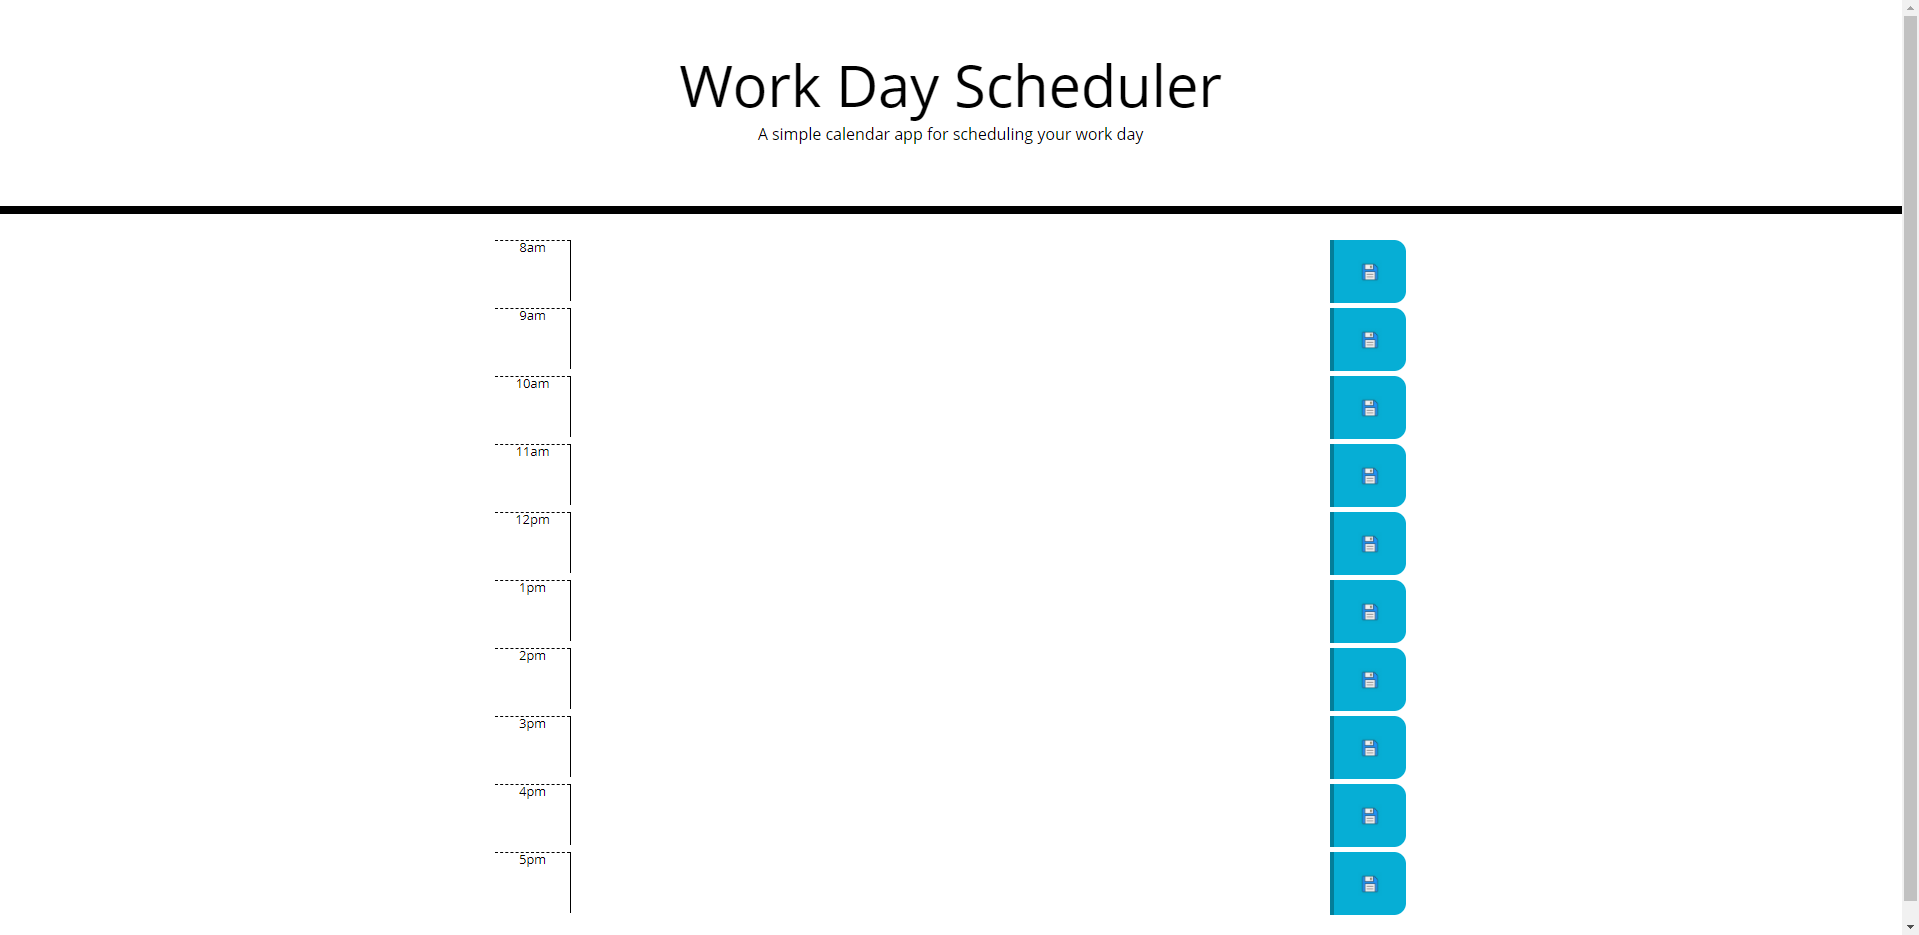 Work Day Scheduler
A simple calendar app for scheduling your work day
8am
9am
10am
11am
12pm
1pm
2pm
3pm
4pm
5pm